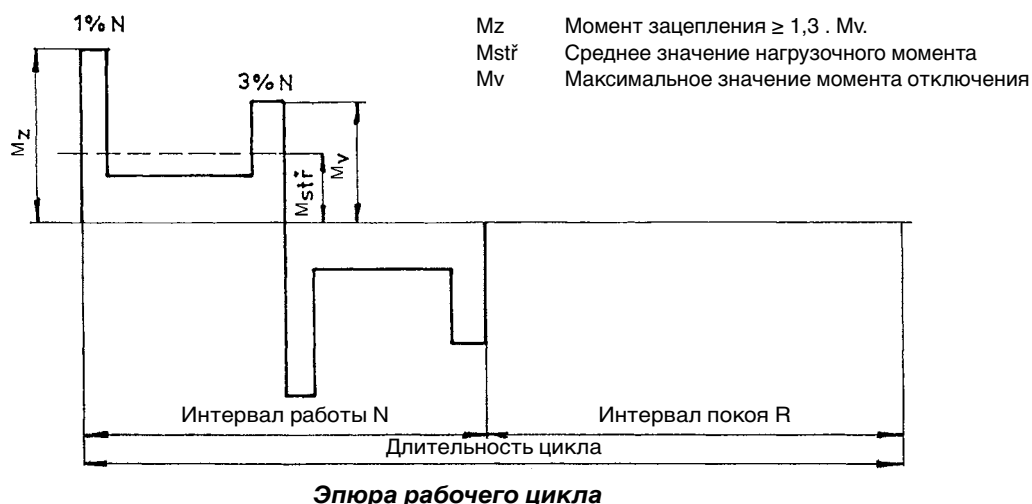 1% N
Mz Момент зацепления ≥ 1,3 . Mv.
Mstř Среднее значение нагрузочного момента
Mv Максимальное значение момента отключения
3% N
Mz
Mstř
Mv
Интервал работы N
Интервал покоя R
Длительность цикла
Эпюра рабочего цикла